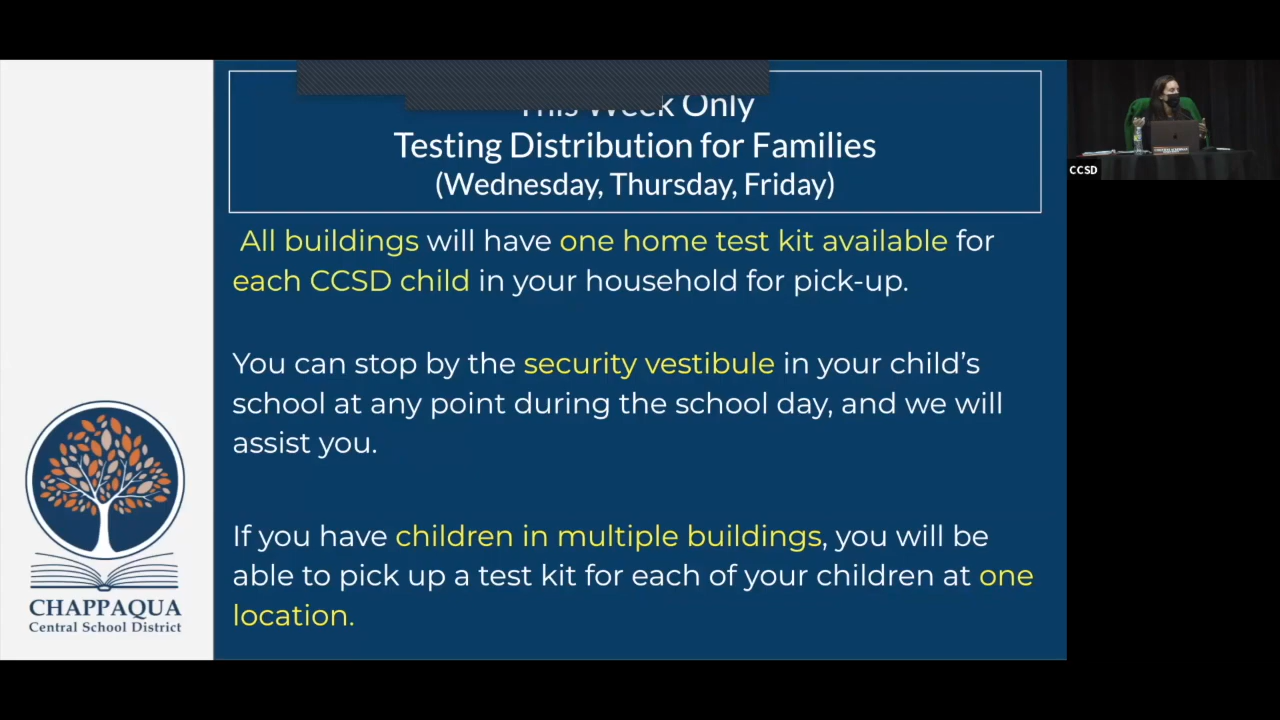 This Week Only
Testing Distribution for Families
(Wednesday, Thursday, Friday)
All buildings will have one home test kit available for
each CCSD child in your household for pick-up.
You can stop by the security vestibule in your child's
school at any point during the school day, and we will
assist you.
If you have children in multiple buildings, you will be
able to pick up a test kit for each of your children at one
location.
CHAPPAQUA
Central School District
CCSD